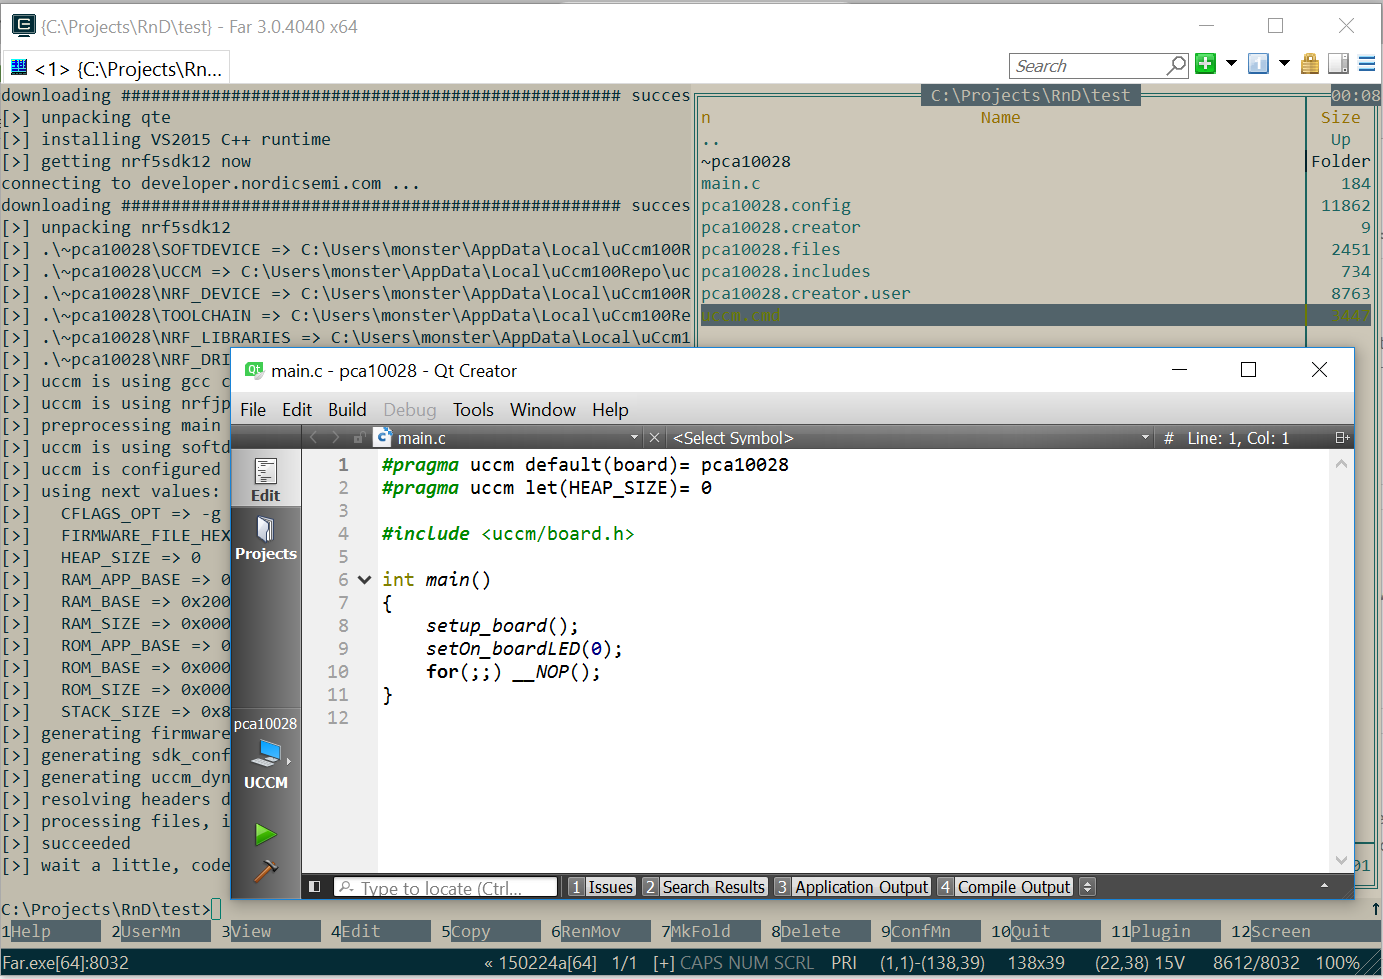 {C:\Projects\RnD\test} - Far 3.0.4040 x64
<1> {C:\Projects\Rn...
Search
downloading ################################################## succes
[>] unpacking qte
[>] installing VS2015 C++ runtime
[>] getting nrf5sdk12 now
connecting to developer.nordicsemi.com ...
downloading ################################################## succes
[>] unpacking nrf5sdk12
[>] .\~pca10028\SOFTDEVICE => C:\Users\monster\AppData\Local\uCcm100R
[>] .\~pca10028\UCCM => C:\Users\monster\AppData\Local\uCcm100Repo\uc
[>] .\~pca10028\NRF_DEVICE => C:\Users\monster\AppData\Local\uCcm100R
[>] .\~pca10028\TOOLCHAIN => C:\Users\monster\AppData\Local\uCcm100Re
[>] .\~pca10028\NRF_LIBRARIES => C:\Users\monster\AppData\Local\uCcm1
[>] .\~pca10028\NRF_DRI
[>] uccm is using gcc c
[>] uccm is using nrfjp
[>] preprocessing main
[>] uccm is using softd
[>] uccm is configured
[>] using next values:
[>] CFLAGS_OPT => -g
[>] FIRMWARE_FILE_HEX
[>] HEAP_SIZE => 0
[>] RAM_APP_BASE => 0
[>] RAM_BASE => 0x200
[>] RAM_SIZE => 0x000
[>] ROM_APP_BASE => 0
[>] ROM_BASE => 0x000
[>] ROM_SIZE => 0x000
[>] STACK_SIZE => 0x8
[>] generating firmware
[>] generating sdk_conf
[>] generating uccm_dyn
[>] resolving headers d
[>] processing files, i
[>] succeeded
[>] wait a little, code
C:\Projects\RnD\test>
C:\Projects\RnD\test 00:08
n Name Size
.. Up
~pca10028 Folder
main.c 184
pca10028.config 11862
pca10028.creator 9
pca10028.files 2451
pca10028.includes 734
pca10028.creator.user 8763
uccm.cmd 3447
main.c - pca10028 - Qt Creator
File Edit Build Debug Tools Window Help
main.c <Select Symbol> # Line: 1, Col: 1
Edit
Projects
pca10028
UCCM
1 #pragma uccm default(board)= pca10028
2 #pragma uccm let(HEAP_SIZE)= 0
3
4 #include <uccm/board.h>
5
6 int main()
7 {
8 setup_board();
9 setOn_boardLED(0);
10 for(;;) __NOP();
11 }
12
Type to locate (Ctrl... 1 Issues 2 Search Results 3 Application Output 4 Compile Output
1Help 2UserMn 3View 4Edit 5Copy 6RenMov 7MkFold 8Delete 9ConfMn 10Quit 11Plugin 12Screen
Far.exe[64]:8032 « 150224a[64] 1/1 [+] CAPS NUM SCRL PRI (1,1)-(138,39) 138x39 (22,38) 15V 8612/8032 100%